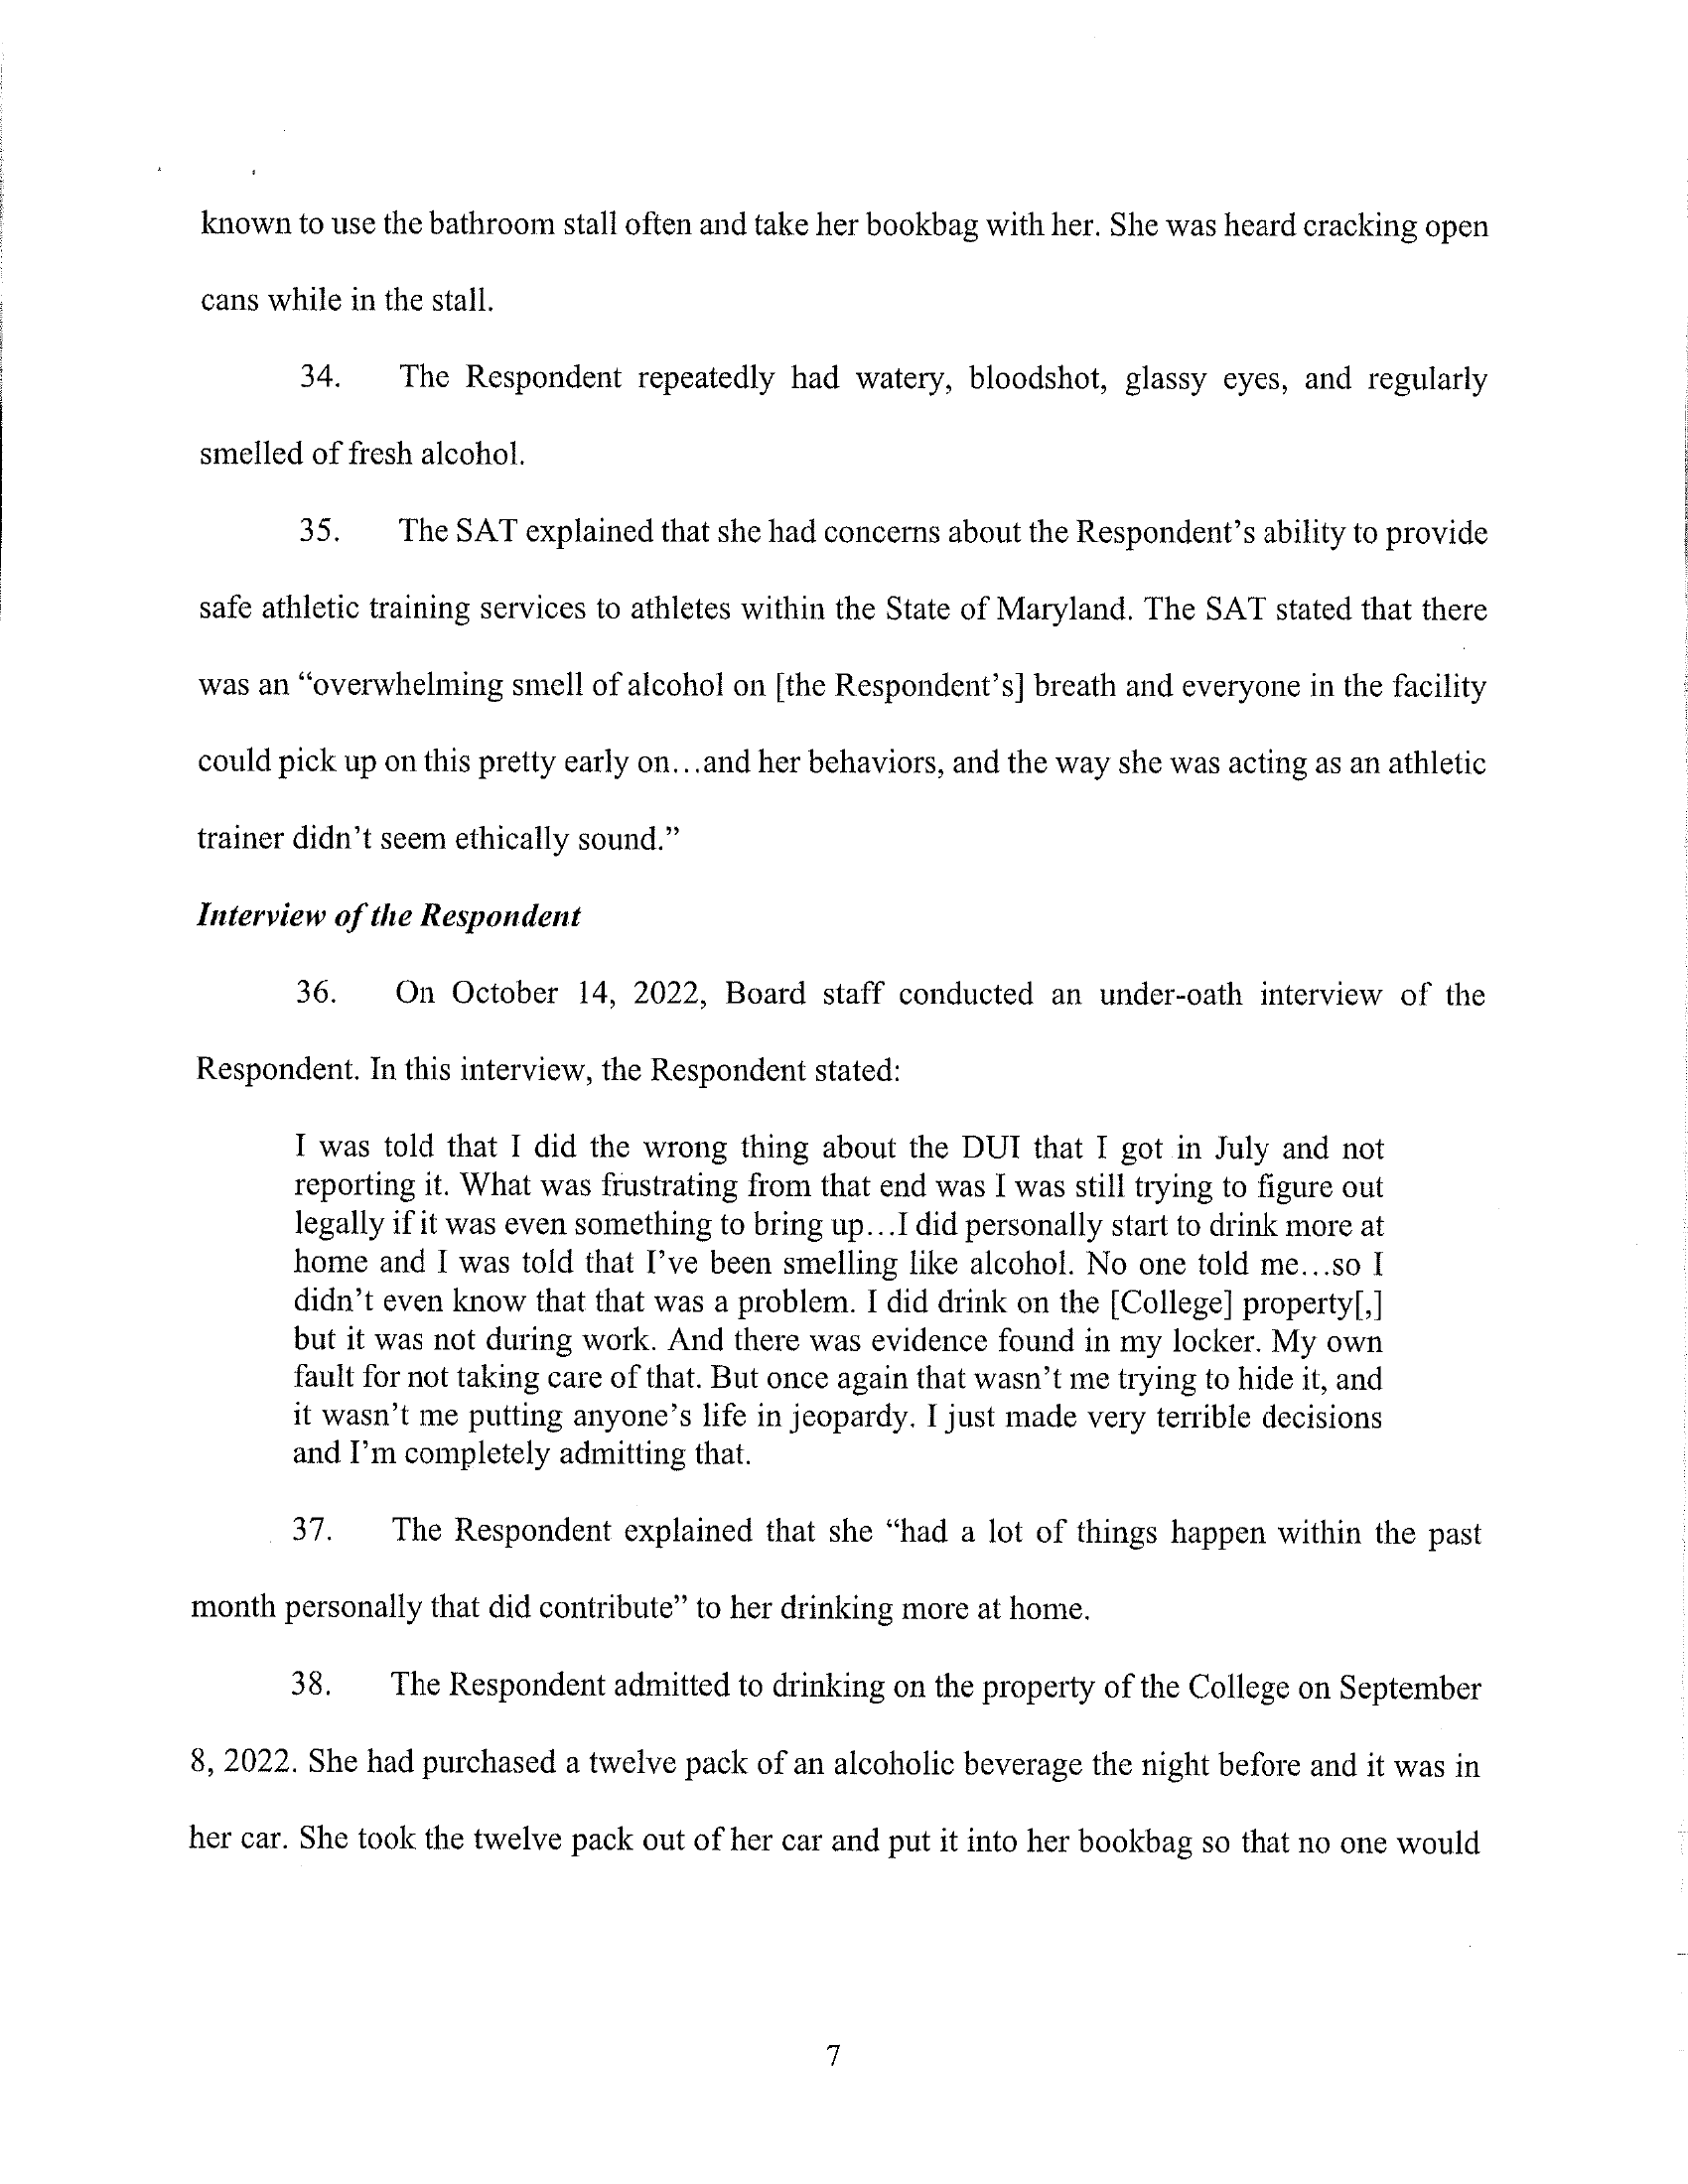 known to use the bathroom stall often and take her bookbag with her. She was heard cracking open
cans while in the stall.
34. The Respondent repeatedly had watery, bloodshot, glassy eyes, and regularly
smelled of fresh alcohol.
35. The SAT explained that she had concerns about the Respondent's ability to provide
safe athletic training services to athletes within the State of Maryland. The SAT stated that there
was an “overwhelming smell of alcohol on [the Respondent's] breath and everyone in the facility
could pick up on this pretty early on…and her behaviors, and the way she was acting as an athletic
trainer didn't seem ethically sound.”
Interview of the Respondent
36. On October 14, 2022, Board staff conducted an under-oath interview of the
Respondent. In this interview, the Respondent stated:
I was told that I did the wrong thing about the DUI that I got in July and not
reporting it. What was frustrating from that end was I was still trying to figure out
legally if it was even something to bring up…I did personally start to drink more at
home and I was told that I've been smelling like alcohol. No one told me…so I
didn't even know that that was a problem. I did drink on the [College] property[,]
but it was not during work. And there was evidence found in my locker. My own
fault for not taking care of that. But once again that wasn't me trying to hide it, and
it wasn't me putting anyone's life in jeopardy. I just made very terrible decisions
and I'm completely admitting that.
37. The Respondent explained that she “had a lot of things happen within the past
month personally that did contribute” to her drinking more at home.
38. The Respondent admitted to drinking on the property of the College on September
8, 2022. She had purchased a twelve pack of an alcoholic beverage the night before and it was in
her car. She took the twelve pack out of her car and put it into her bookbag so that no one would
7